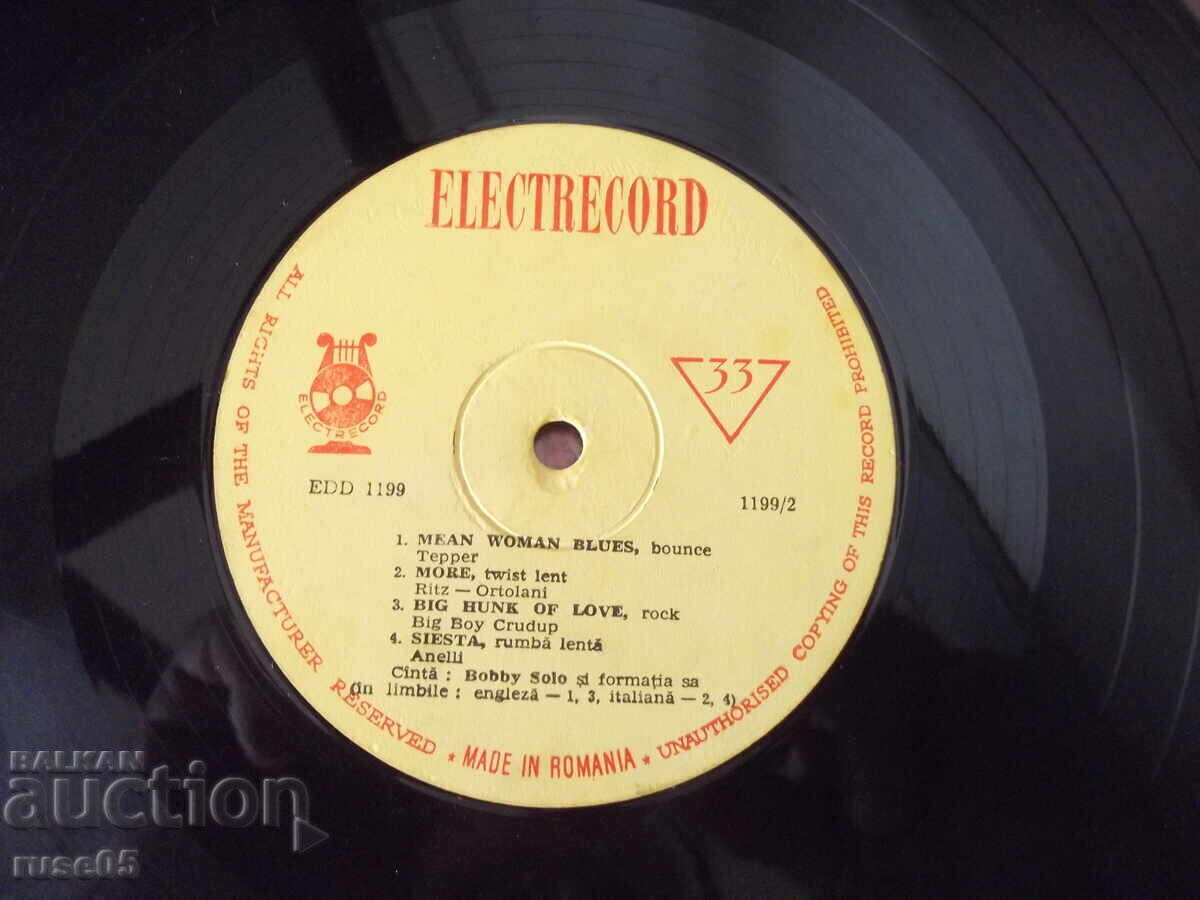 ELECTRECORD
ALL RIGHTS OF THE MANUFACTURER RESERVED * MADE IN ROMANIA * UNAUTHORISED COPYING OF THIS RECORD PROHIBITED
ELECTRECORD
33
EDD 1199
1199/2
1. MEAN WOMAN BLUES, bounce
Tepper
2. MORE, twist lent
Ritz — Ortolani
3. BIG HUNK OF LOVE, rock
Big Boy Crudup
4. SIESTA, rumbă lentă
Anelli
Cîntă : Bobby Solo și formația sa
(în limbile : engleză — 1, 3, italiană — 2, 4)
BALKAN
auction
ruse05